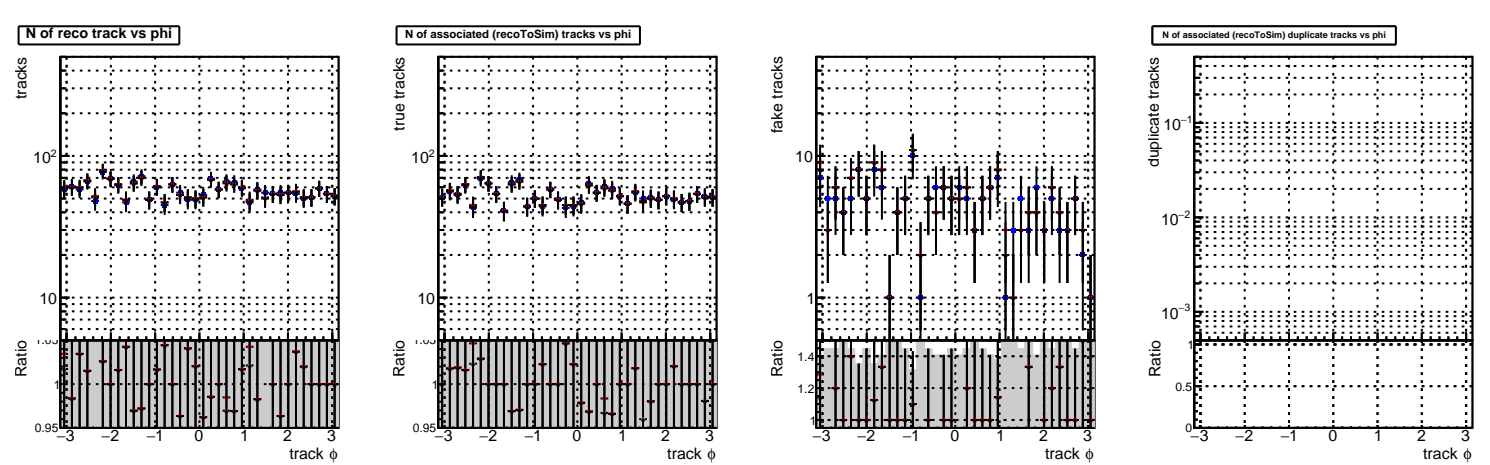 N of reco track vs phi
tracks
10²
10
Ratio
1.05
1
0.95
−3 −2 −1 0 1 2 3
track ϕ
N of associated (recoToSim) tracks vs phi
true tracks
10²
10
Ratio
1.05
1
0.95
−3 −2 −1 0 1 2 3
track ϕ
fake tracks
10
1
Ratio
1.4
1.2
1
−3 −2 −1 0 1 2 3
track ϕ
N of associated (recoToSim) duplicate tracks vs phi
duplicate tracks
10⁻¹
10⁻²
10⁻³
Ratio
1
0.5
0
−3 −2 −1 0 1 2 3
track ϕ